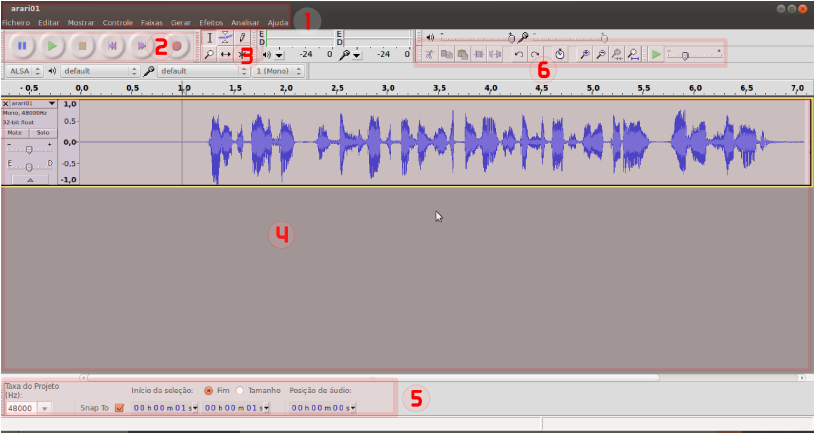 arari01
1
Ficheiro Editar Mostrar Controle Faixas Gerar Efeitos Analisar Ajuda
2
3
E
D
-24 0
E
D
-24 0
6
ALSA default default 1 (Mono)
-0,5 0,0 0,5 1,0 1,5 2,0 2,5 3,0 3,5 4,0 4,5 5,0 5,5 6,0 6,5 7,0
X arari01
Mono, 48000Hz
32-bit float
Mute Solo
- +
E D
1,0
0,5-
0,0-
-0,5-
-1,0
4
Taxa do Projeto
(Hz):
48000
Snap To
Início da seleção: Fim Tamanho Posição de áudio:
00 h 00 m 01 s 00 h 00 m 01 s 00 h 00 m 00 s
5